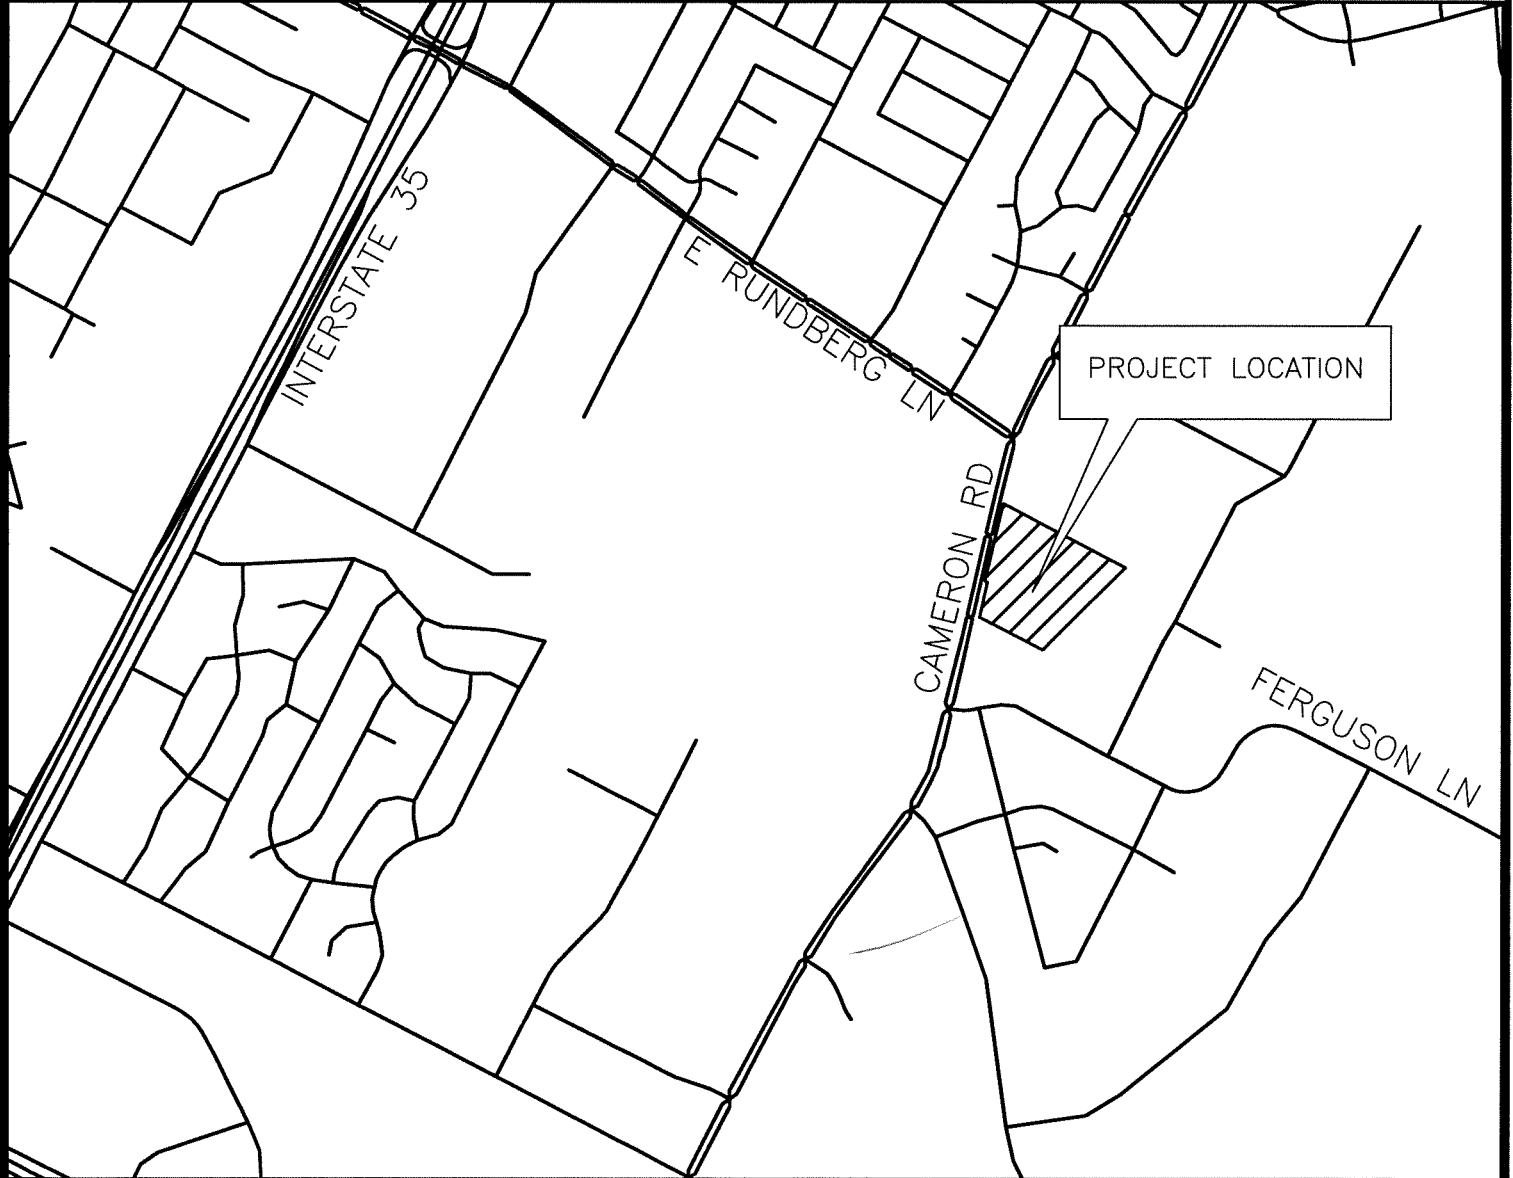 INTERSTATE 35
E RUNDBERG LN
PROJECT LOCATION
CAMERON RD
FERGUSON LN